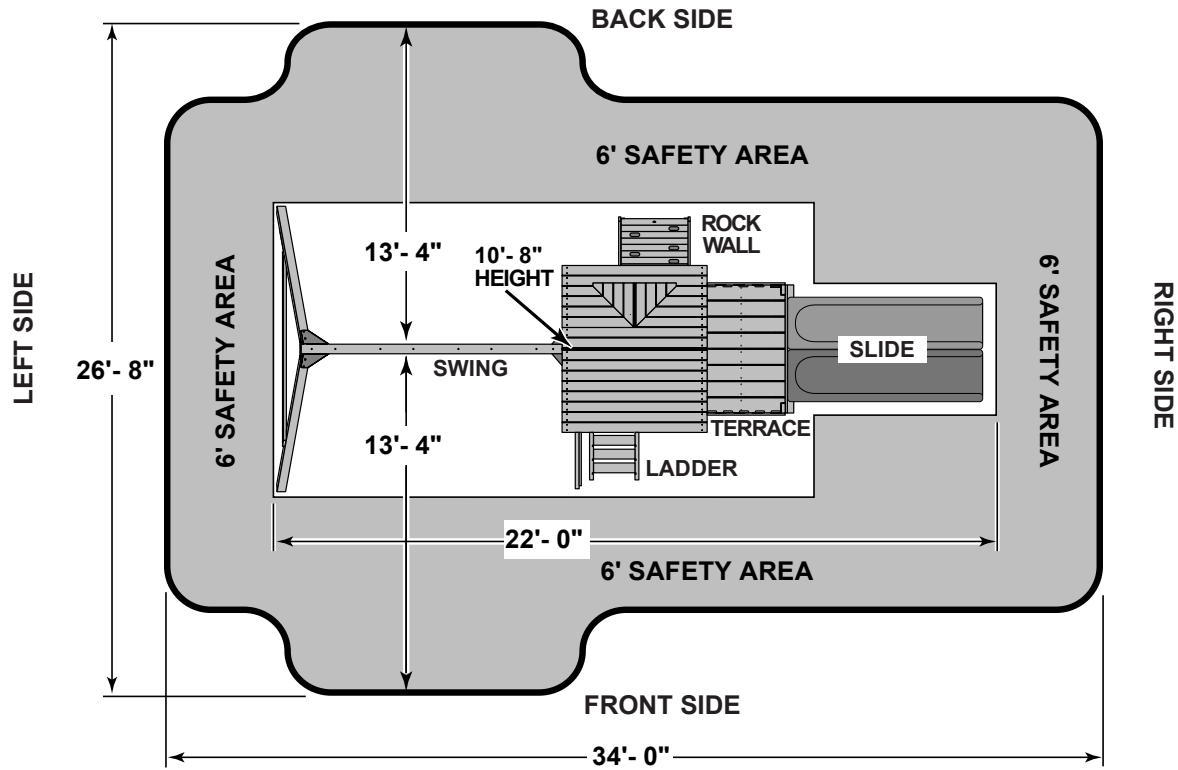 BACK SIDE
6' SAFETY AREA
ROCK
WALL
13'- 4"
10'- 8"
HEIGHT
6' SAFETY AREA
6' SAFETY AREA
LEFT SIDE
RIGHT SIDE
26'- 8"
SWING
SLIDE
TERRACE
13'- 4"
LADDER
22'- 0"
6' SAFETY AREA
FRONT SIDE
34'- 0"